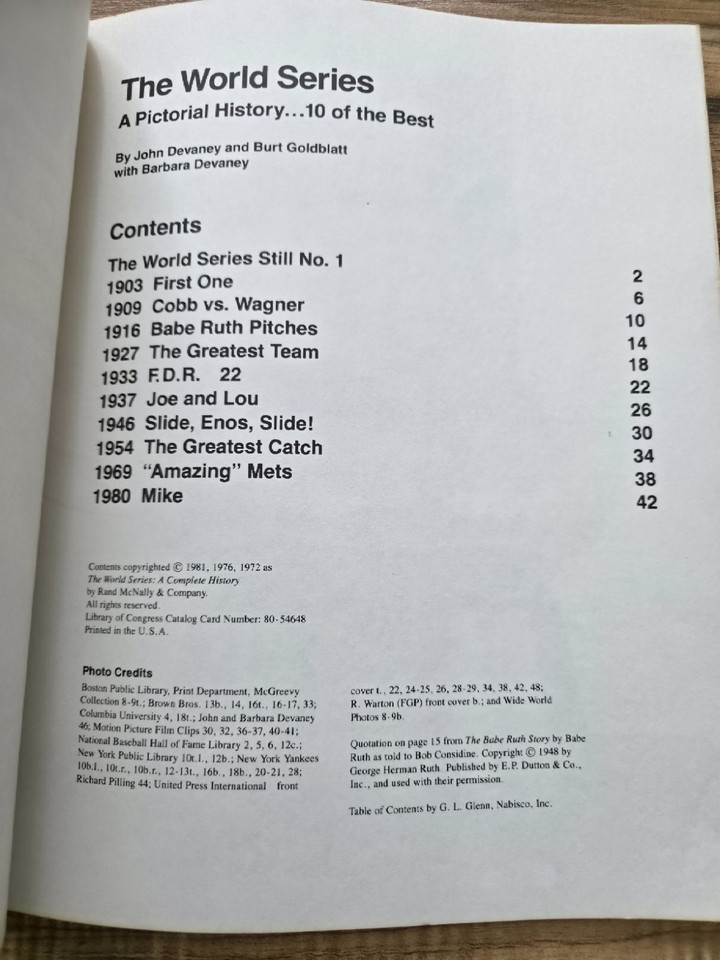 The World Series
A Pictorial History...10 of the Best
By John Devaney and Burt Goldblatt
with Barbara Devaney
Contents
The World Series Still No. 1 2
1903 First One 6
1909 Cobb vs. Wagner 10
1916 Babe Ruth Pitches 14
1927 The Greatest Team 18
1933 F.D.R. 22 22
1937 Joe and Lou 26
1946 Slide, Enos, Slide! 30
1954 The Greatest Catch 34
1969 "Amazing" Mets 38
1980 Mike 42
Contents copyrighted © 1981, 1976, 1972 as
The World Series: A Complete History
by Rand McNally & Company.
All rights reserved.
Library of Congress Catalog Card Number: 80-54648
Printed in the U.S.A.
Photo Credits
Boston Public Library, Print Department, McGreevy
Collection 8-9t.; Brown Bros. 13b., 14, 16t., 16-17, 33;
Columbia University 4, 18t.; John and Barbara Devaney
46; Motion Picture Film Clips 30, 32, 36-37, 40-41;
National Baseball Hall of Fame Library 2, 5, 6, 12c.;
New York Public Library 10t.l., 12b.; New York Yankees
10b.l., 10t.r., 10b.r., 12-13t., 16b., 18b., 20-21, 28;
Richard Pilling 44; United Press International front
cover t., 22, 24-25, 26, 28-29, 34, 38, 42, 48;
R. Warton (FGP) front cover b.; and Wide World
Photos 8-9b.
Quotation on page 15 from The Babe Ruth Story by Babe
Ruth as told to Bob Considine. Copyright © 1948 by
George Herman Ruth. Published by E.P. Dutton & Co.,
Inc., and used with their permission.
Table of Contents by G. L. Glenn, Nabisco, Inc.